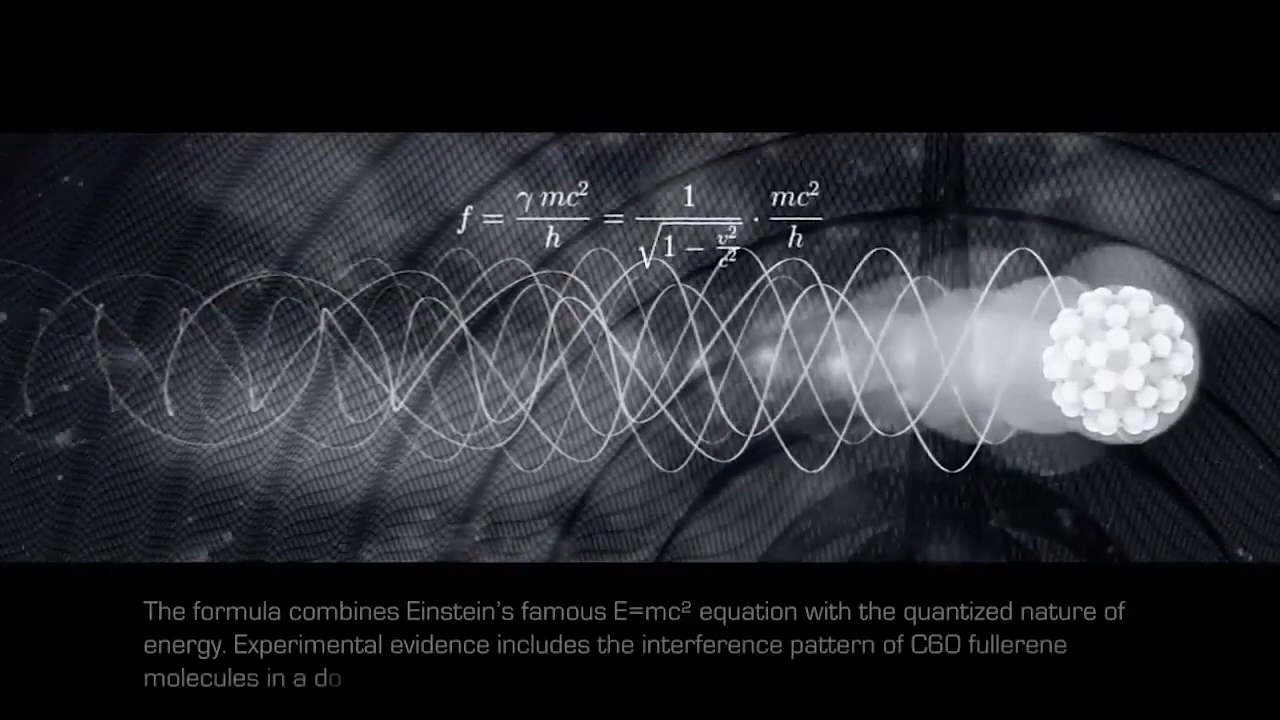 f = γ mc² / h = 1 / √(1 − v²/c²) · mc² / h
The formula combines Einstein's famous E=mc² equation with the quantized nature of
energy. Experimental evidence includes the interference pattern of C60 fullerene
molecules in a do